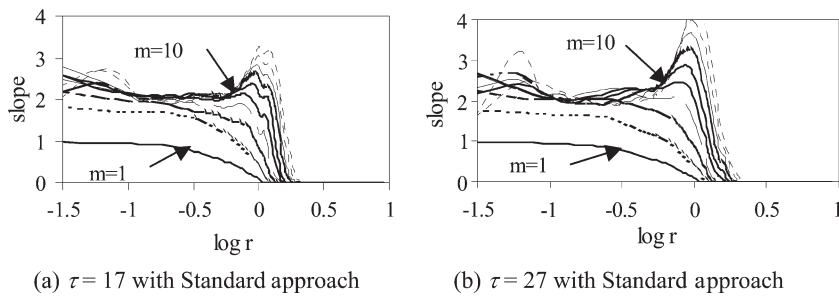 4
3
2
1
0
slope
m=10
m=1
-1.5
-1
-0.5
0
0.5
1
log r
(a) τ = 17 with Standard approach
4
3
2
1
0
slope
m=10
m=1
-1.5
-1
-0.5
0
0.5
1
log r
(b) τ = 27 with Standard approach